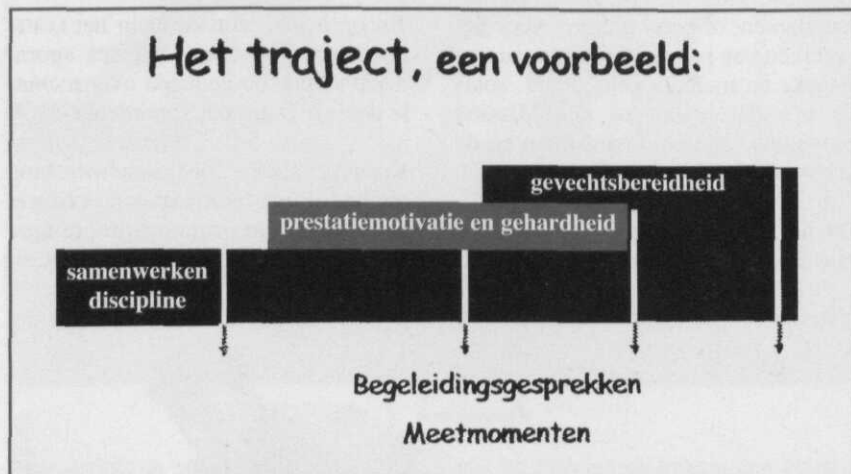 Het traject, een voorbeeld:
gevechtsbereidheid
prestatiemotivatie en gehardheid
samenwerken
discipline
Begeleidingsgesprekken
Meetmomenten